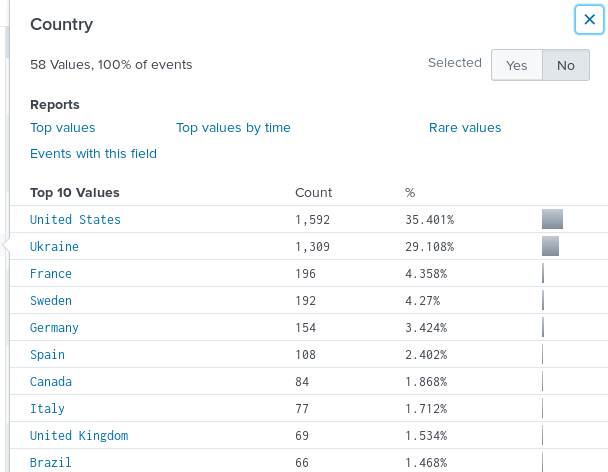 Country
58 Values, 100% of events
Selected Yes No
Reports
Top values Top values by time Rare values
Events with this field
Top 10 Values Count %
United States 1,592 35.401%
Ukraine 1,309 29.108%
France 196 4.358%
Sweden 192 4.27%
Germany 154 3.424%
Spain 108 2.402%
Canada 84 1.868%
Italy 77 1.712%
United Kingdom 69 1.534%
Brazil 66 1.468%